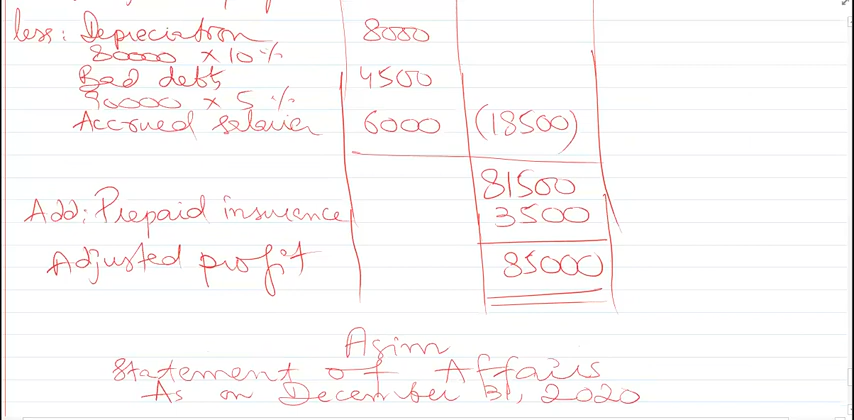 less: Depreciation 8000
80000 x 10%
Bad debts 4500
90000 x 5%
Accrued salaries 6000 (18500)
81500
Add: Prepaid insurance 3500
Adjusted profit 85000
Asim
Statement of Affairs
As on December 31, 2020